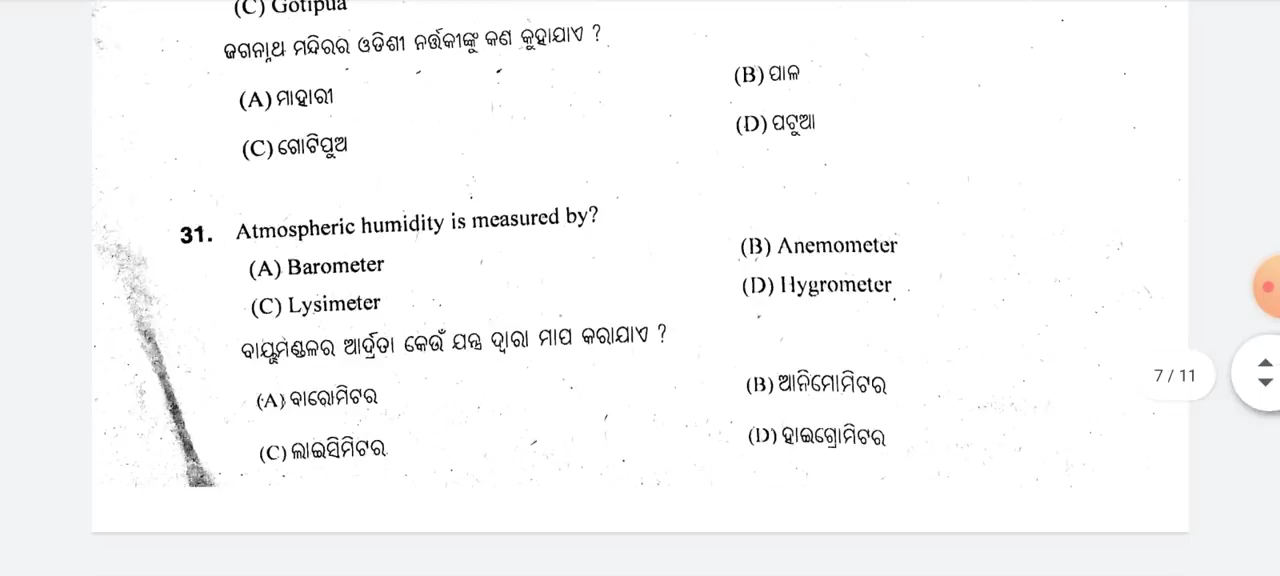 (C) Gotipua
ଜଗନ୍ନାଥ ମନ୍ଦିରର ଓଡିଶୀ ନର୍ତ୍ତକୀଙ୍କୁ କଣ କୁହାଯାଏ ?
(A) ମାହାରୀ
(B) ପାଳ
(C) ଗୋଟିପୁଅ
(D) ପଟୁଆ
31. Atmospheric humidity is measured by?
(A) Barometer
(B) Anemometer
(C) Lysimeter
(D) Hygrometer
ବାୟୁମଣ୍ଡଳର ଆର୍ଦ୍ରତା କେଉଁ ଯନ୍ତ୍ର ଦ୍ୱାରା ମାପ କରାଯାଏ ?
(A) ବାରୋମିଟର
(B) ଆନିମୋମିଟର
(C) ଲାଇସିମିଟର
(D) ହାଇଗ୍ରୋମିଟର
7 / 11